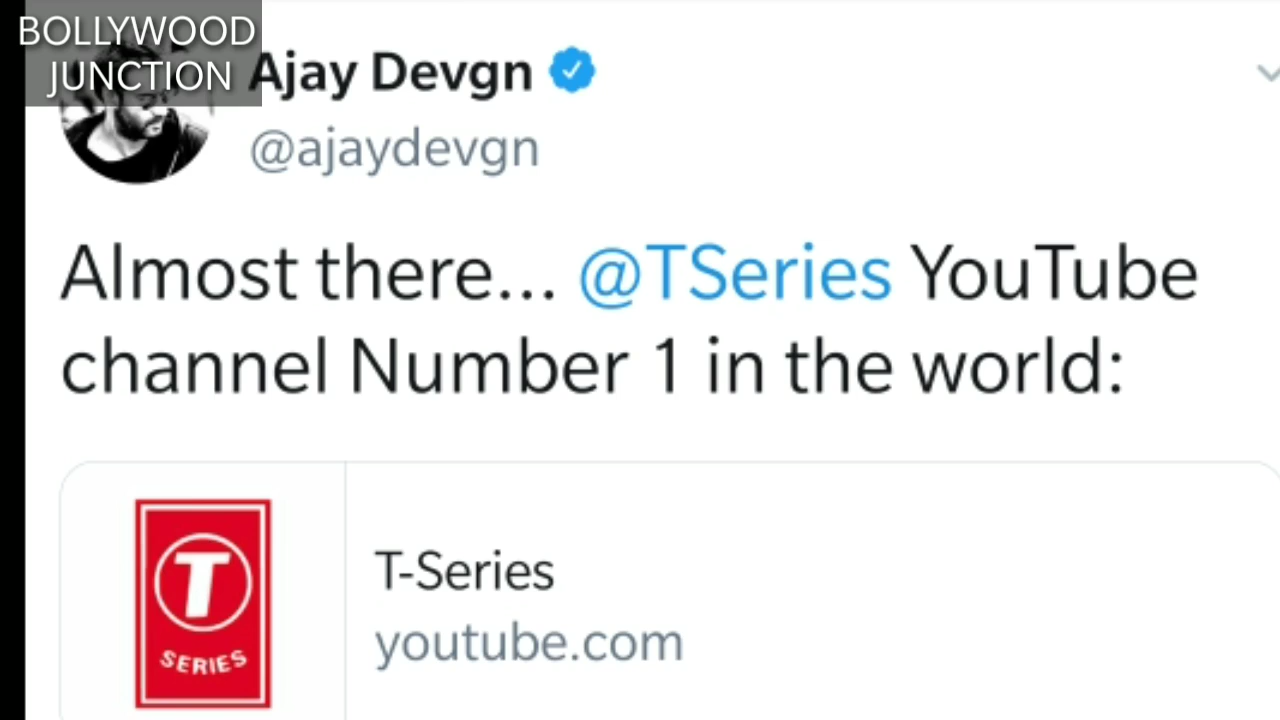 BOLLYWOOD
JUNCTION
Ajay Devgn
@ajaydevgn
Almost there... @TSeries YouTube
channel Number 1 in the world:
T
SERIES
T-Series
youtube.com